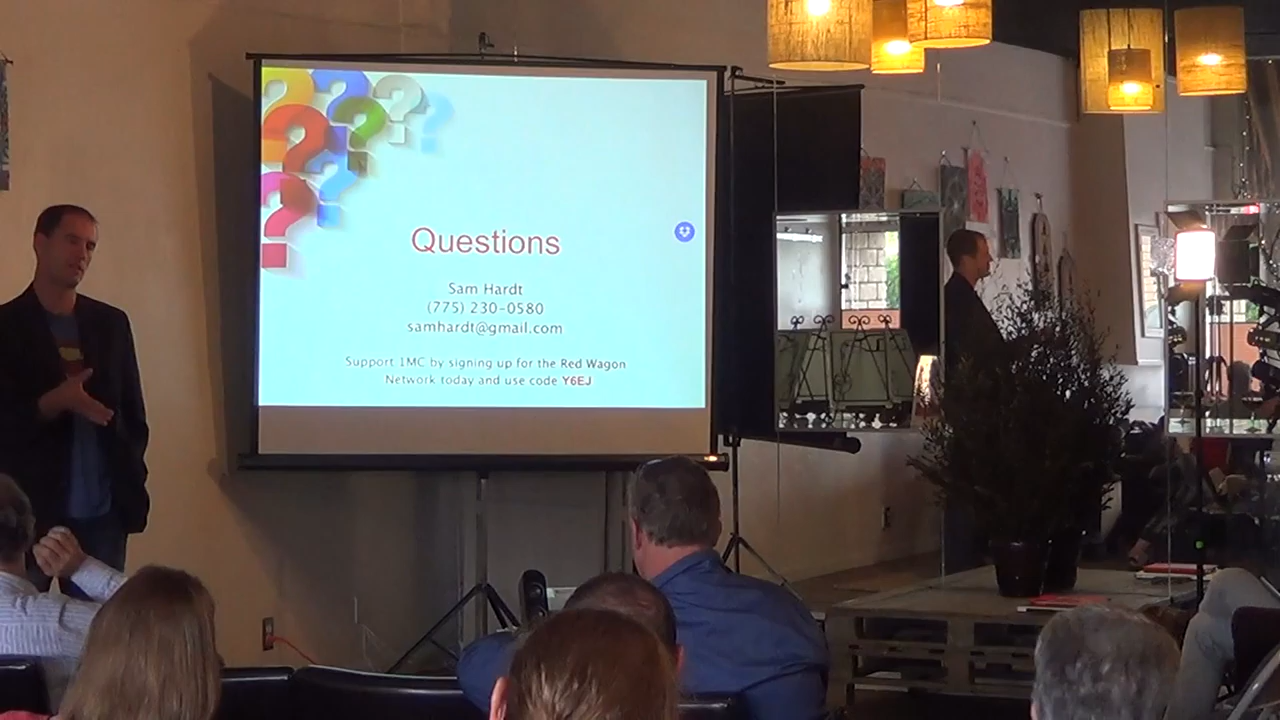 Questions
Sam Hardt
(775) 230-0580
samhardt@gmail.com
Support 1MC by signing up for the Red Wagon
Network today and use code Y6EJ